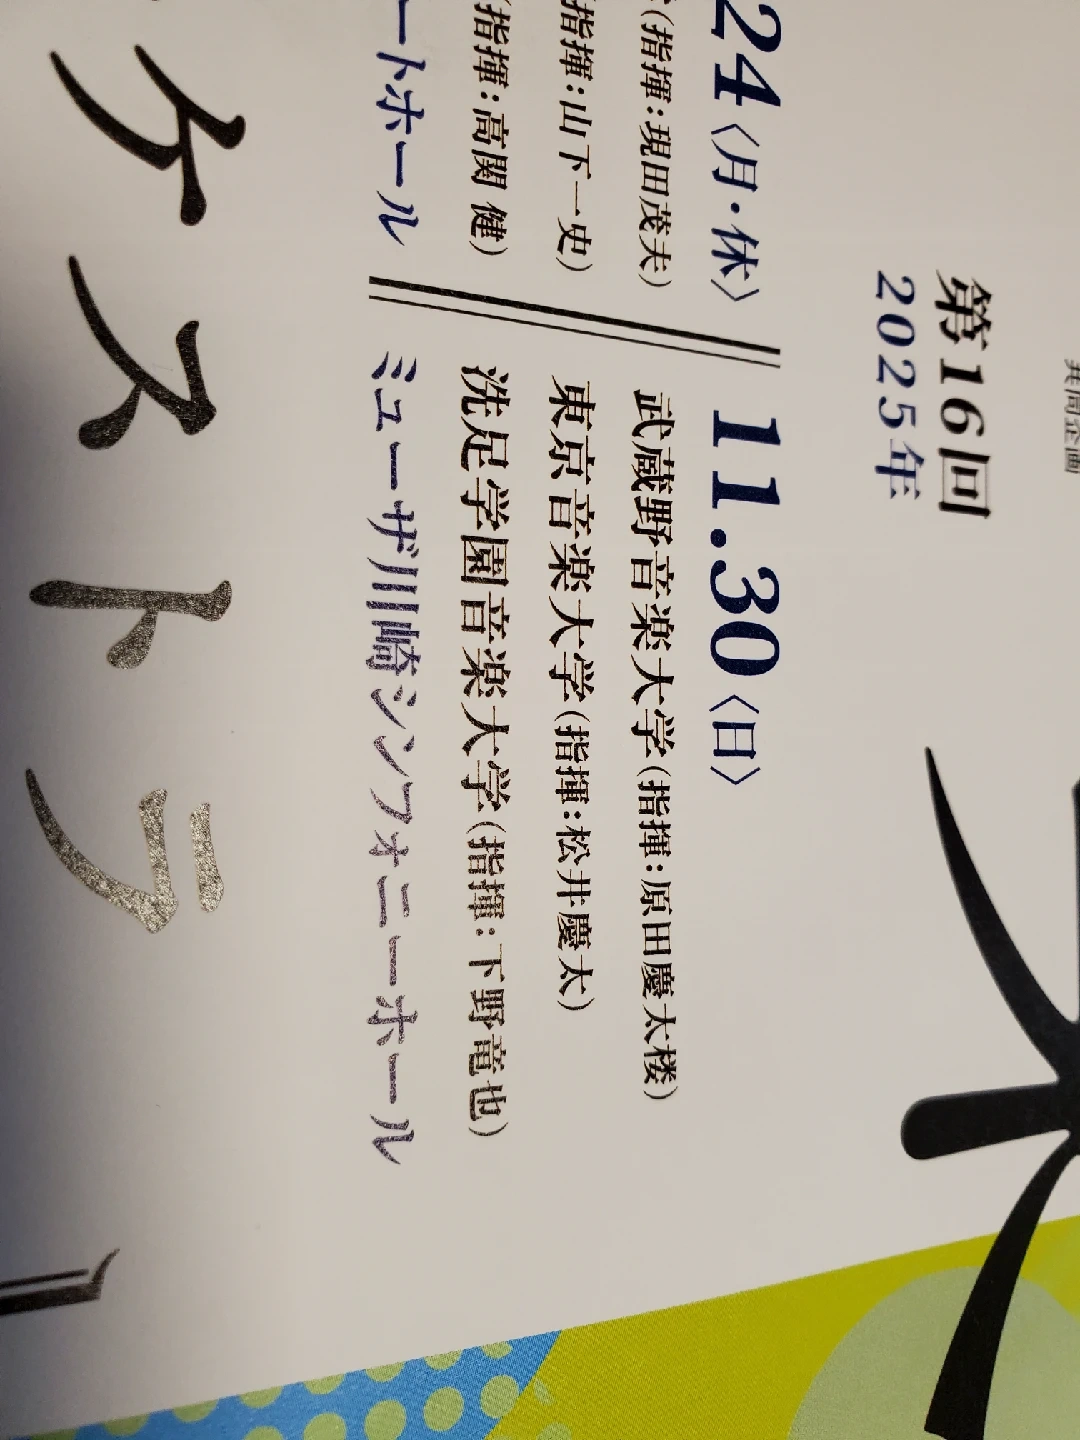 共同企画
第16回
2025年
24〈月・休〉
(指揮:現田茂夫)
指揮:山下一史)
(指揮:高関 健)
ートホール
11.30〈日〉
武蔵野音楽大学(指揮:原田慶太楼)
東京音楽大学(指揮:松井慶太)
洗足学園音楽大学(指揮:下野竜也)
ミューザ川崎シンフォニーホール
ケストラ